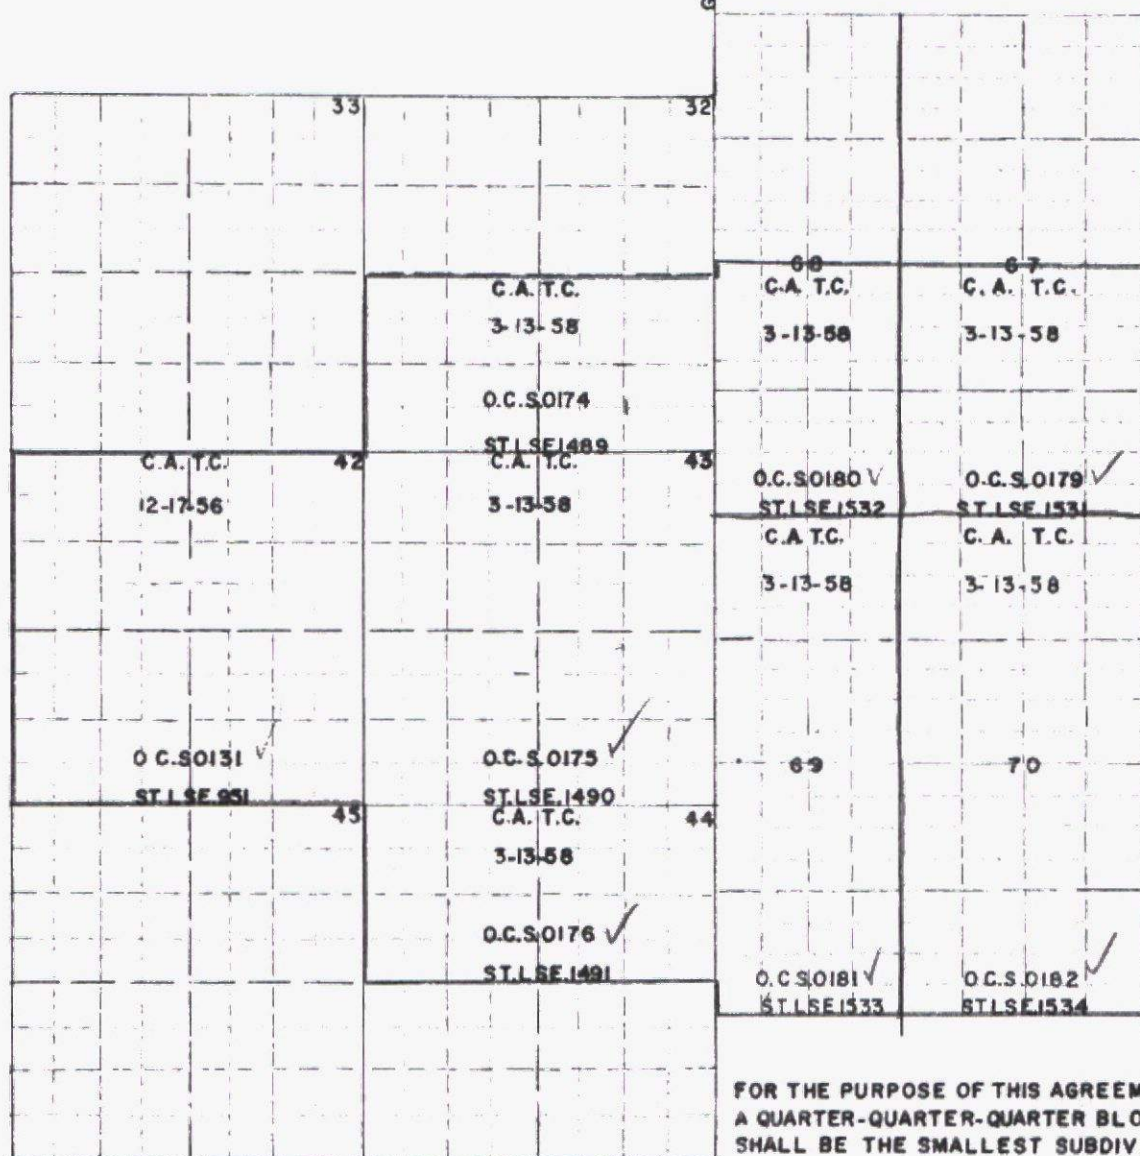 33
32
C.A. T.C.
3-13-58
O.C.S.0174
ST.LSE.1489
68
C.A. T.C.
3-13-58
O.C.S.0180
ST.LSE.1532
67
C.A. T.C.
3-13-58
O.C.S.0179
ST.LSE.1531
42
C.A. T.C.
12-17-56
O.C.S.0131
ST.LSE.951
43
C.A. T.C.
3-13-58
O.C.S.0175
ST.LSE.1490
C.A. T.C.
3-13-58
69
O.C.S.0181
ST.LSE.1533
C.A. T.C.
3-13-58
70
O.C.S.0182
ST.LSE.1534
45
44
C.A. T.C.
3-13-58
O.C.S.0176
ST.LSE.1491
FOR THE PURPOSE OF THIS AGREEM
A QUARTER-QUARTER-QUARTER BLO
SHALL BE THE SMALLEST SUBDIV